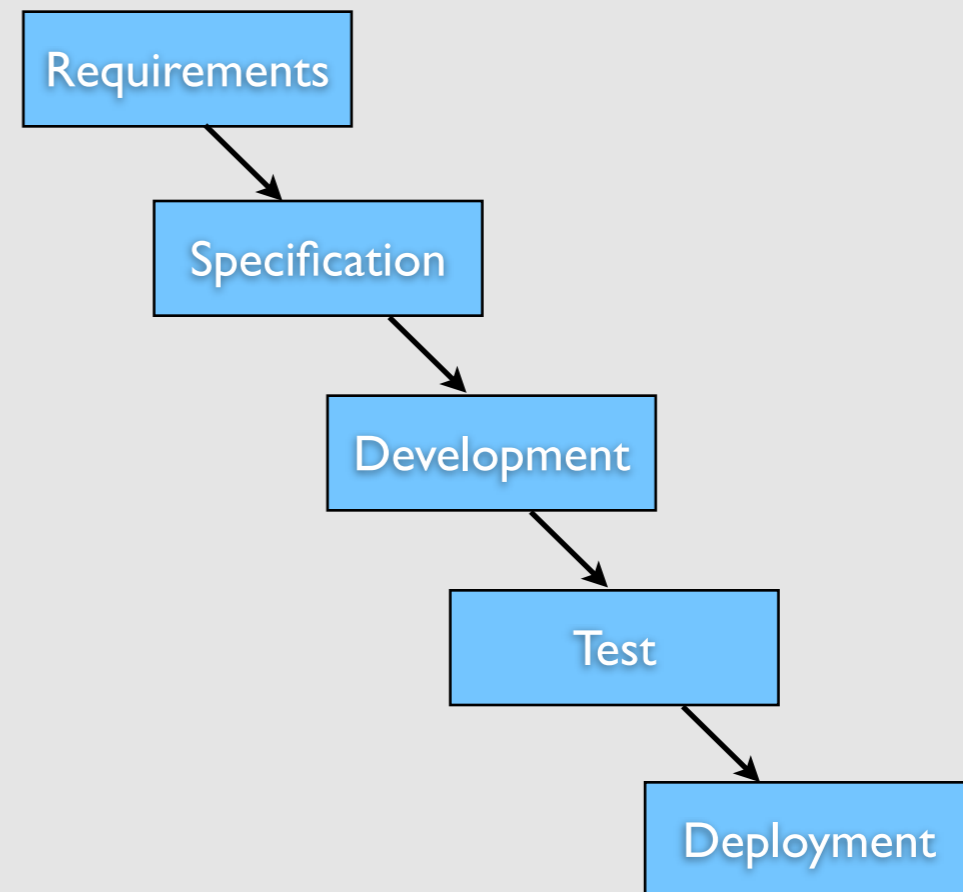 Requirements
Specification
Development
Test
Deployment